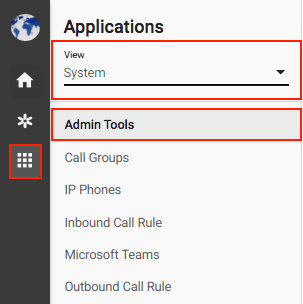 Applications
View
System
Admin Tools
Call Groups
IP Phones
Inbound Call Rule
Microsoft Teams
Outbound Call Rule